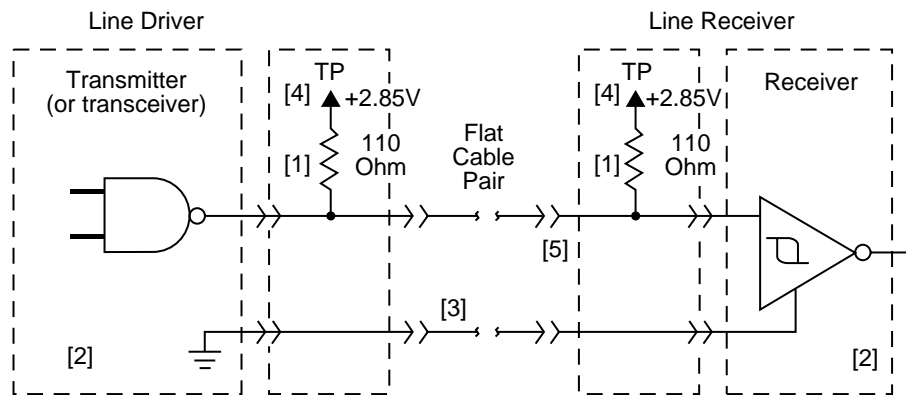 Line Driver
Line Receiver
Transmitter
(or transceiver)
TP
[4]
+2.85V
[1]
110
Ohm
Flat
Cable
Pair
TP
[4]
+2.85V
[1]
110
Ohm
Receiver
[5]
[3]
[2]
[2]